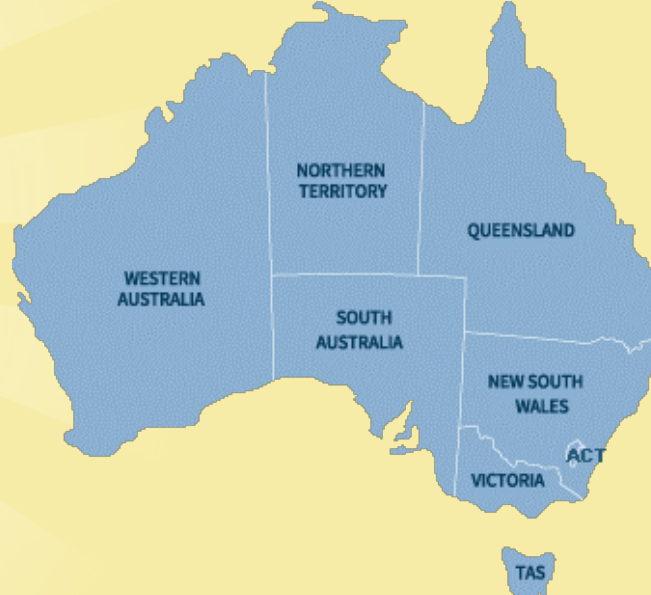 NORTHERN
TERRITORY
QUEENSLAND
WESTERN
AUSTRALIA
SOUTH
AUSTRALIA
NEW SOUTH
WALES
ACT
VICTORIA
TAS